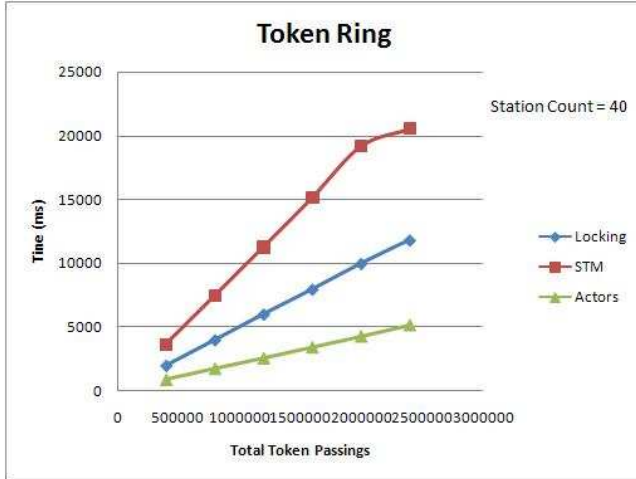 Token Ring
25000
20000
15000
10000
5000
0
Tine (ms)
Station Count = 40
Locking
STM
Actors
0 500000 1000000 1500000 2000000 2500000 3000000
Total Token Passings